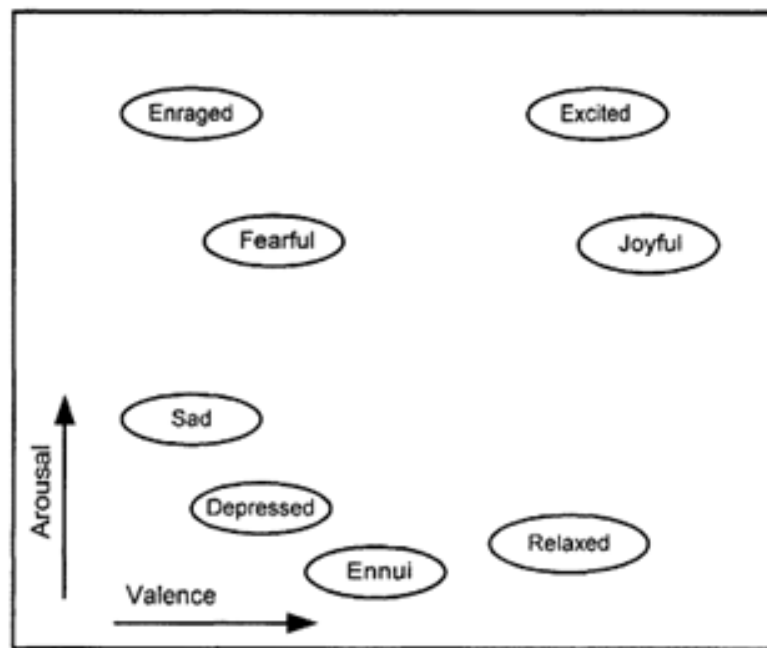 Enraged
Excited
Fearful
Joyful
Sad
Depressed
Relaxed
Ennui
Arousal
Valence